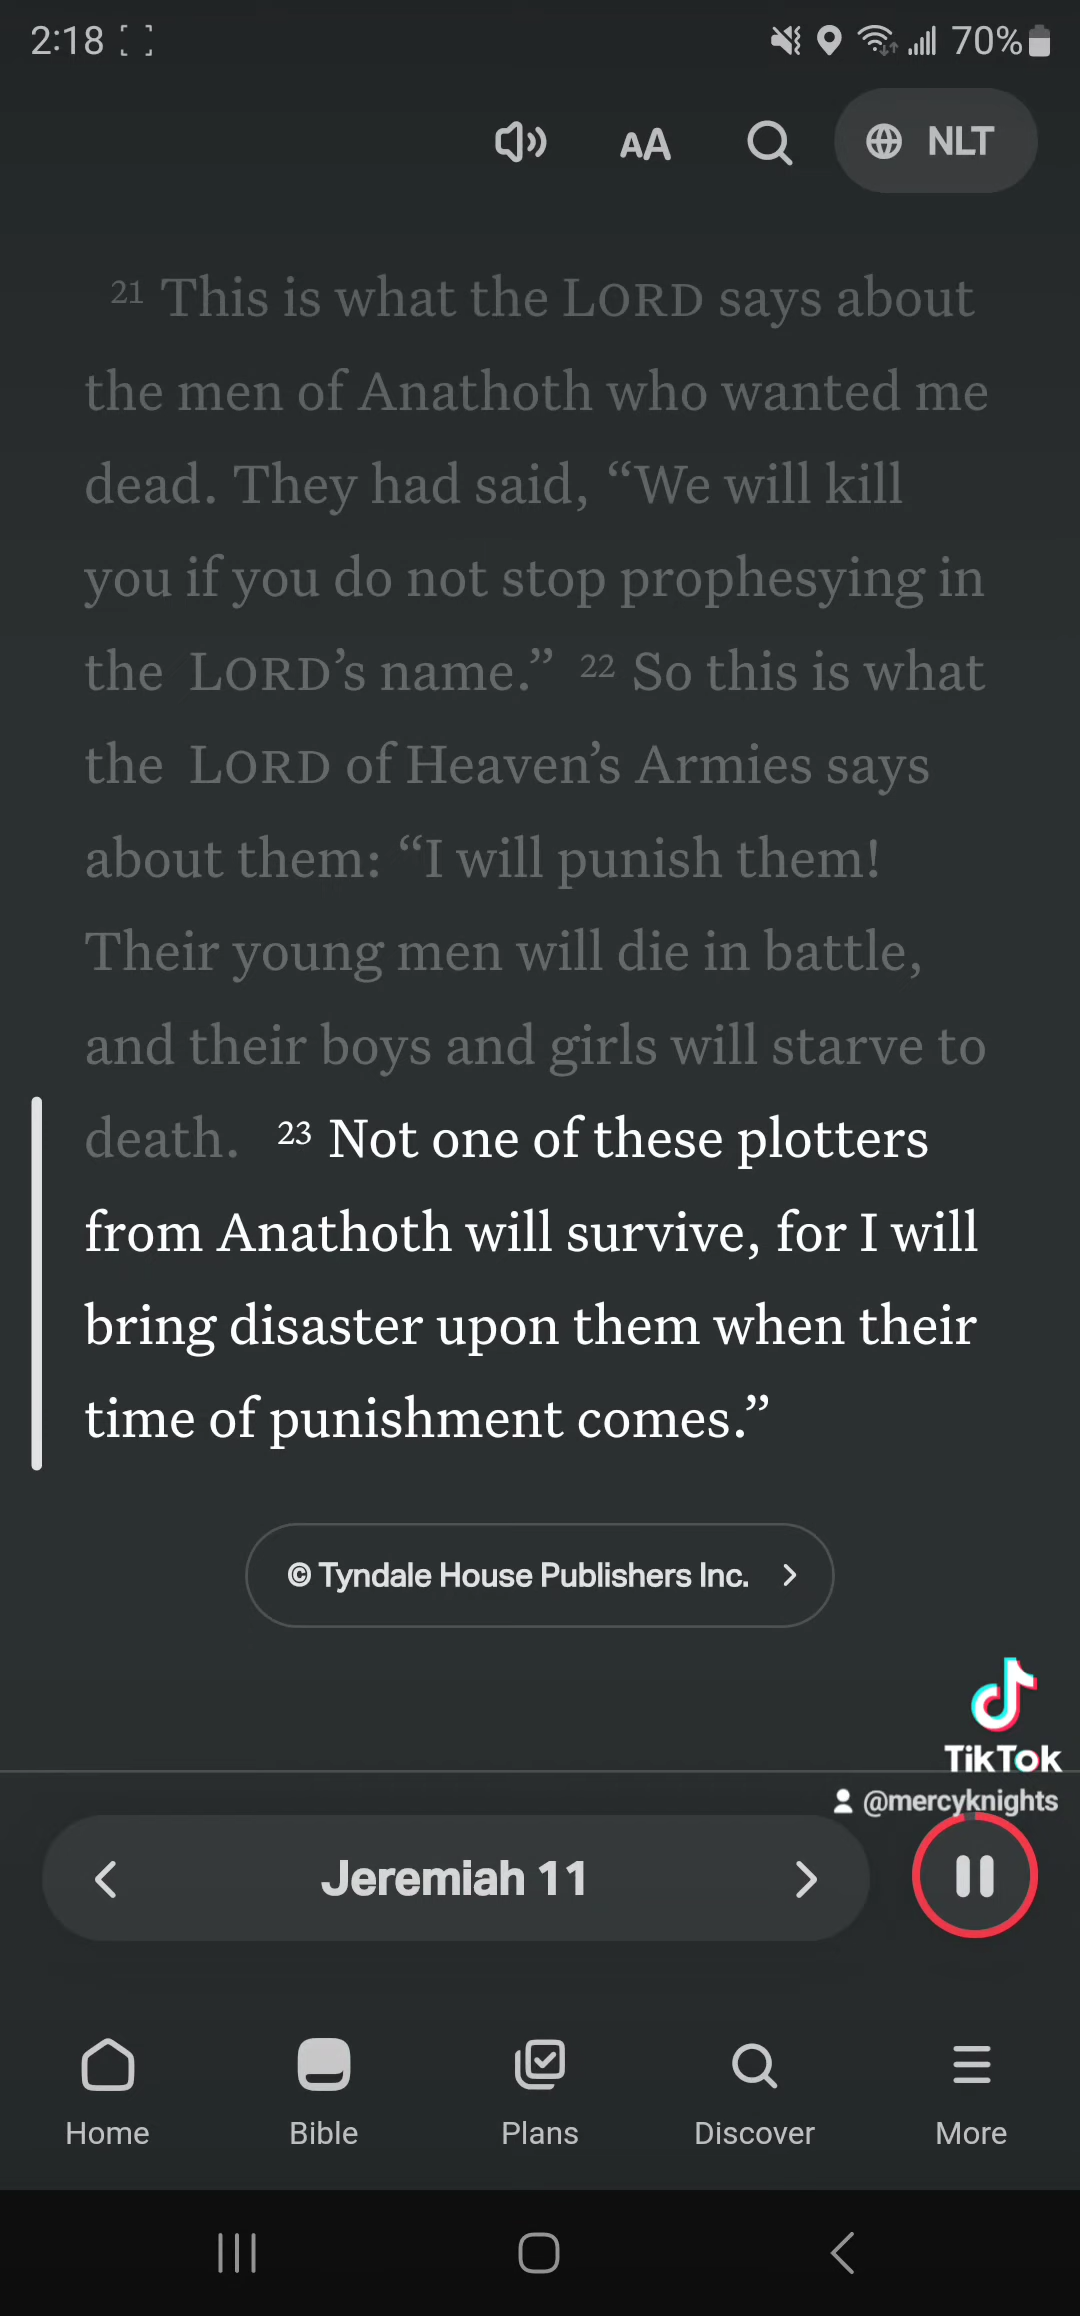 2:18
70%
AA
NLT
21 This is what the LORD says about
the men of Anathoth who wanted me
dead. They had said, “We will kill
you if you do not stop prophesying in
the LORD’s name.” 22 So this is what
the LORD of Heaven’s Armies says
about them: “I will punish them!
Their young men will die in battle,
and their boys and girls will starve to
death. 23 Not one of these plotters
from Anathoth will survive, for I will
bring disaster upon them when their
time of punishment comes.”
© Tyndale House Publishers Inc.
TikTok
@mercyknights
Jeremiah 11
Home
Bible
Plans
Discover
More